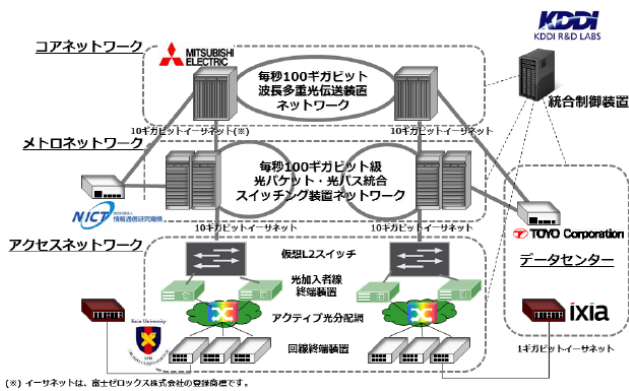 KDDI
KDDI R&D LABS
コアネットワーク
MITSUBISHI
ELECTRIC
毎秒100ギガビット
波長多重光伝送装置
ネットワーク
統合制御装置
10ギガビットイーサネット(※)
10ギガビットイーサネット
メトロネットワーク
毎秒100ギガビット級
光パケット・光パス統合
スイッチング装置ネットワーク
NICT
情報通信研究機構
10ギガビットイーサネット
10ギガビットイーサネット
TOYO Corporation
アクセスネットワーク
仮想L2スイッチ
データセンター
光加入者線
終端装置
アクティブ光分配網
Keio University
ixia
回線終端装置
1ギガビットイーサネット
(※) イーサネットは、富士ゼロックス株式会社の登録商標です。